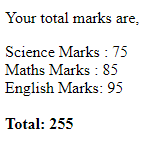 Your total marks are,
Science Marks : 75
Maths Marks : 85
English Marks: 95
Total: 255